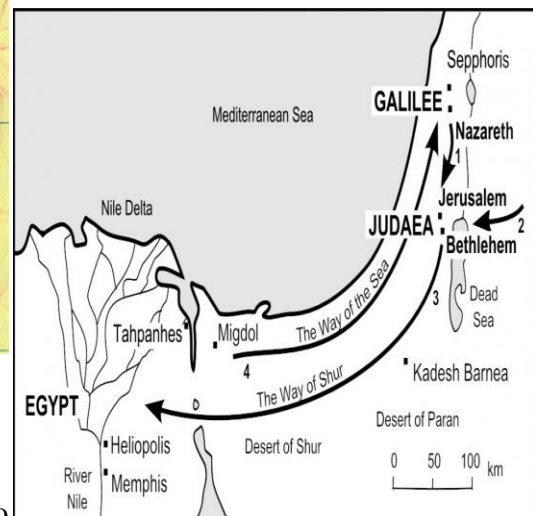 Sepphoris
GALILEE
Mediterranean Sea
Nazareth
1
Nile Delta
Jerusalem
JUDAEA
2
Bethlehem
3
The Way of the Sea
Dead
Sea
Tahpanhes
Migdol
4
The Way of Shur
Kadesh Barnea
EGYPT
Desert of Paran
Heliopolis
Desert of Shur
0 50 100
km
River
Nile
Memphis